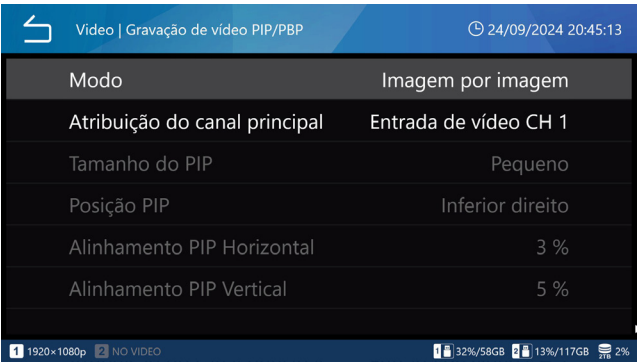 Video | Gravação de vídeo PIP/PBP 24/09/2024 20:45:13
Modo Imagem por imagem
Atribuição do canal principal Entrada de vídeo CH 1
Tamanho do PIP Pequeno
Posição PIP Inferior direito
Alinhamento PIP Horizontal 3 %
Alinhamento PIP Vertical 5 %
1 1920×1080p 2 NO VIDEO 1 32%/58GB 2 13%/117GB 2TB 2%